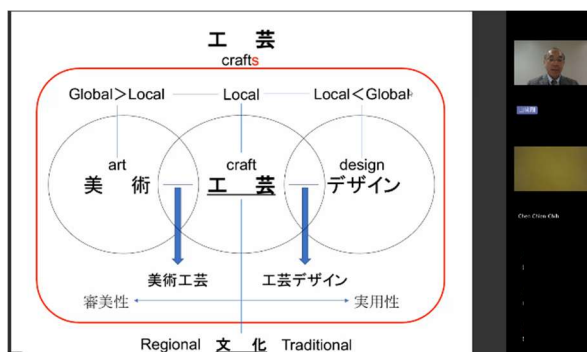 工 芸
crafts
Global>Local Local Local<Global
art craft design
美 術 工 芸 デザイン
美術工芸 工芸デザイン
審美性 実用性
Regional 文 化 Traditional